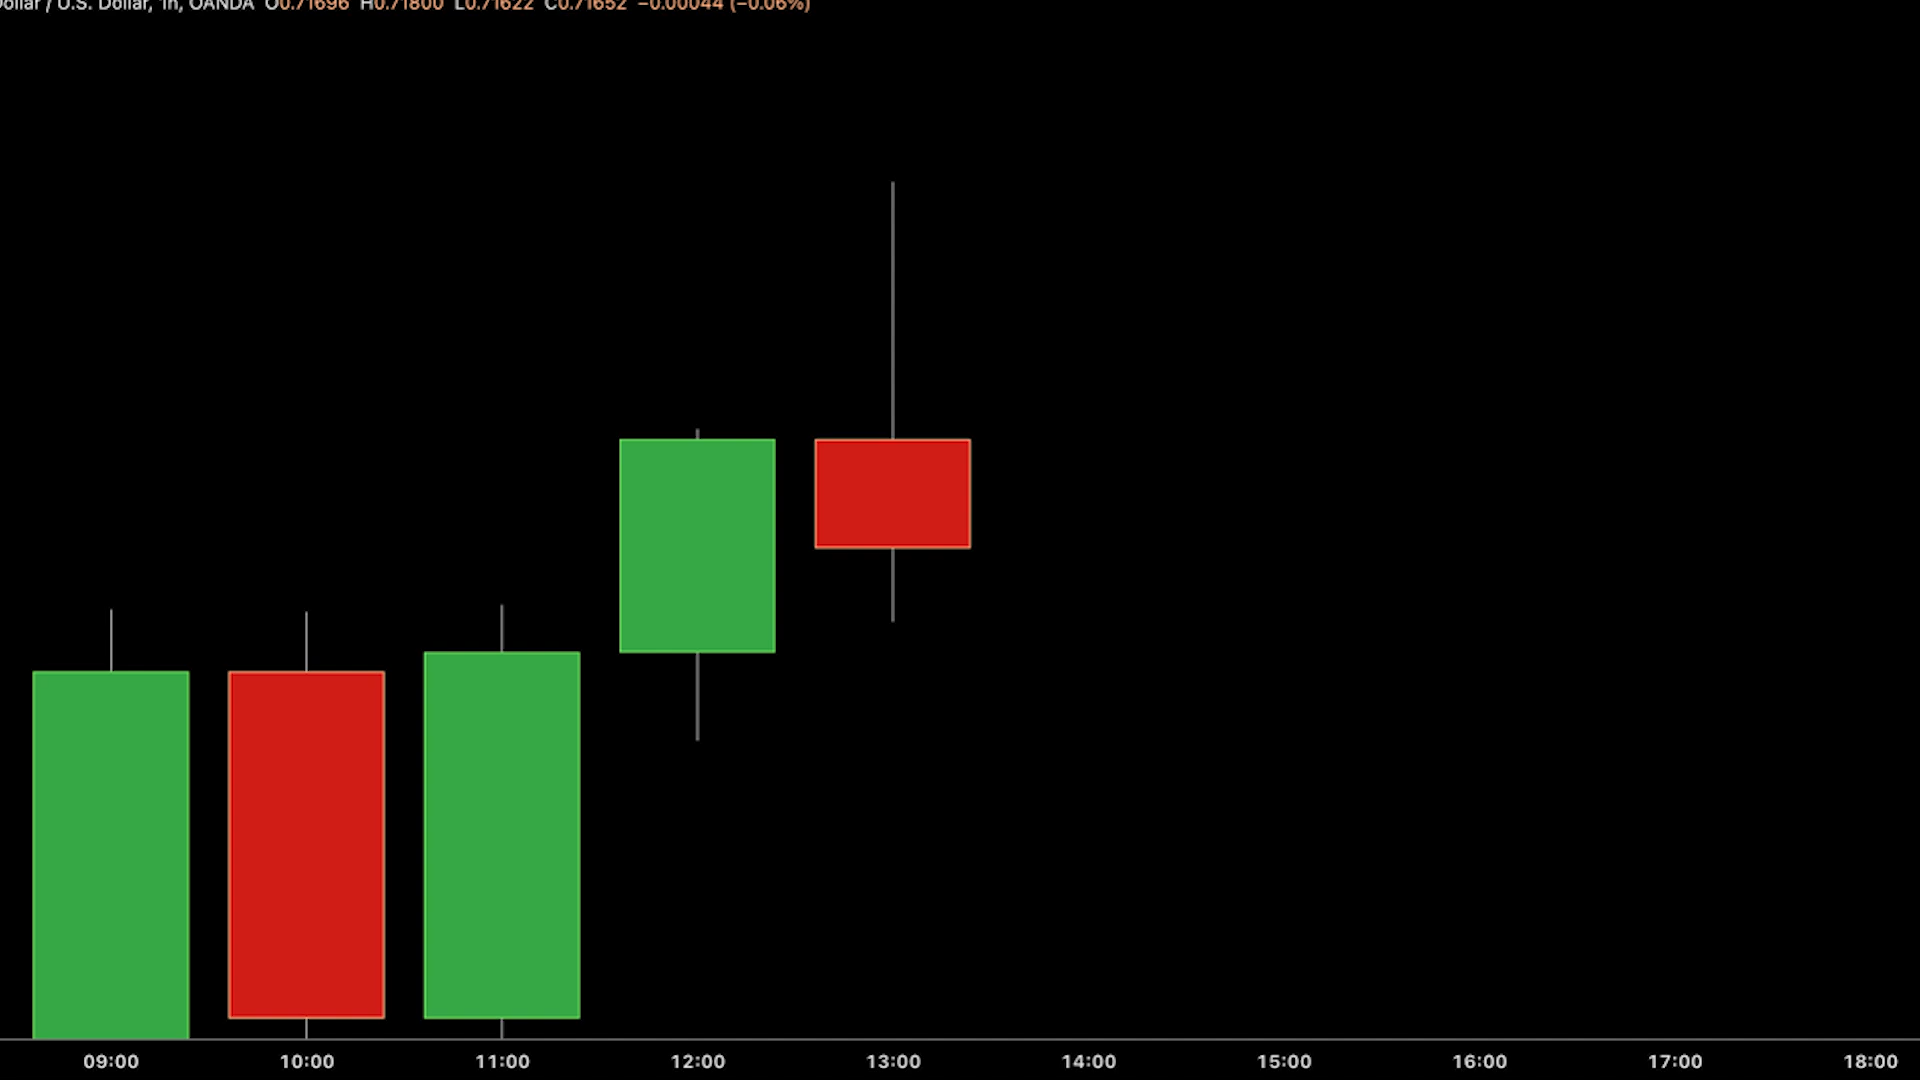 Dollar / U.S. Dollar, 1h, OANDA O0.71696 H0.71800 L0.71622 C0.71652 −0.00044 (−0.06%)
09:00 10:00 11:00 12:00 13:00 14:00 15:00 16:00 17:00 18:00